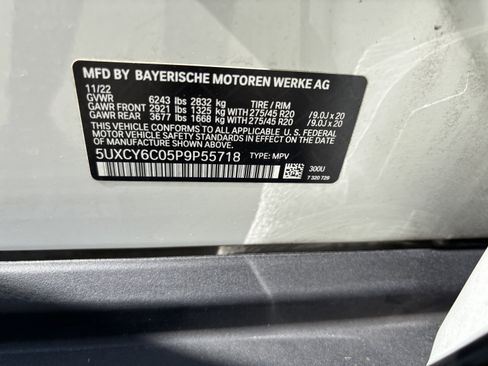 MFD BY BAYERISCHE MOTOREN WERKE AG
11/22
GVWR 6243 lbs 2832 kg TIRE / RIM
GAWR FRONT 2921 lbs 1325 kg WITH 275/45 R20 / 9.0J x 20
GAWR REAR 3677 lbs 1668 kg WITH 275/45 R20 / 9.0J x 20
THIS VEHICLE CONFORMS TO ALL APPLICABLE U.S. FEDERAL
MOTOR VEHICLE SAFETY STANDARDS IN EFFECT ON THE DATE
OF MANUFACTURE SHOWN ABOVE.
5UXCY6C05P9P55718 TYPE: MPV
300U
7 320 729